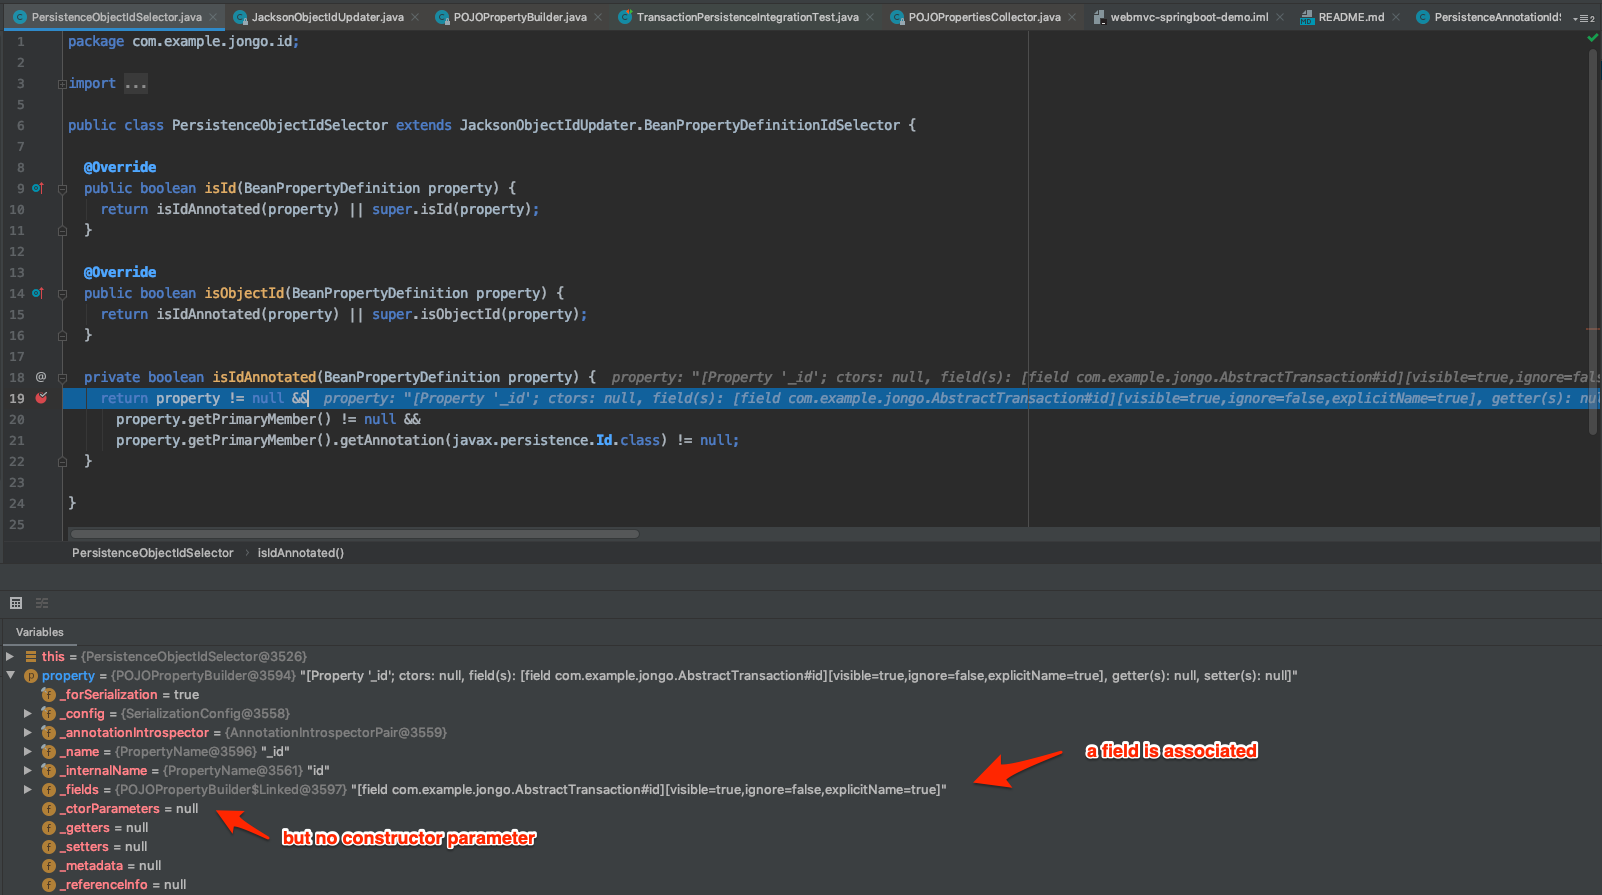 PersistenceObjectIdSelector.java
JacksonObjectIdUpdater.java
POJOPropertyBuilder.java
TransactionPersistenceIntegrationTest.java
POJOPropertiesCollector.java
webmvc-springboot-demo.iml
README.md
PersistenceAnnotationIdS
2
1 package com.example.jongo.id;
2
3 import ...
5
6 public class PersistenceObjectIdSelector extends JacksonObjectIdUpdater.BeanPropertyDefinitionIdSelector {
7
8 @Override
9 public boolean isId(BeanPropertyDefinition property) {
10 return isIdAnnotated(property) || super.isId(property);
11 }
12
13 @Override
14 public boolean isObjectId(BeanPropertyDefinition property) {
15 return isIdAnnotated(property) || super.isObjectId(property);
16 }
17
18 @ private boolean isIdAnnotated(BeanPropertyDefinition property) { property: "[Property '_id'; ctors: null, field(s): [field com.example.jongo.AbstractTransaction#id][visible=true,ignore=fals
19 return property != null && property: "[Property '_id'; ctors: null, field(s): [field com.example.jongo.AbstractTransaction#id][visible=true,ignore=false,explicitName=true], getter(s): nul
20 property.getPrimaryMember() != null &&
21 property.getPrimaryMember().getAnnotation(javax.persistence.Id.class) != null;
22 }
23
24 }
25
PersistenceObjectIdSelector › isIdAnnotated()
Variables
this = {PersistenceObjectIdSelector@3526}
property = {POJOPropertyBuilder@3594} "[Property '_id'; ctors: null, field(s): [field com.example.jongo.AbstractTransaction#id][visible=true,ignore=false,explicitName=true], getter(s): null, setter(s): null]"
_forSerialization = true
_config = {SerializationConfig@3558}
_annotationIntrospector = {AnnotationIntrospectorPair@3559}
_name = {PropertyName@3596} "_id"
a field is associated
_internalName = {PropertyName@3561} "id"
_fields = {POJOPropertyBuilder$Linked@3597} "[field com.example.jongo.AbstractTransaction#id][visible=true,ignore=false,explicitName=true]"
_ctorParameters = null
_getters = null
but no constructor parameter
_setters = null
_metadata = null
_referenceInfo = null